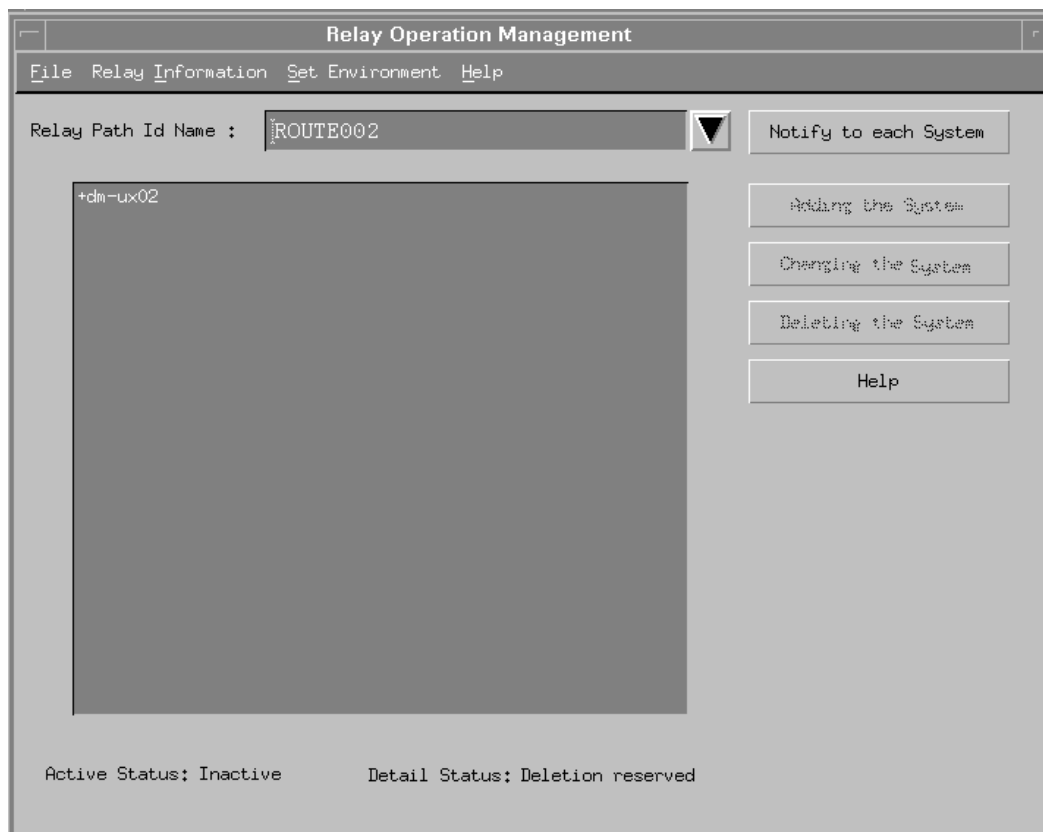 Relay Operation Management
File Relay Information Set Environment Help
Relay Path Id Name : ROUTE002
Notify to each System
+dm-ux02
Adding the System
Changing the System
Deleting the System
Help
Active Status: Inactive Detail Status: Deletion reserved